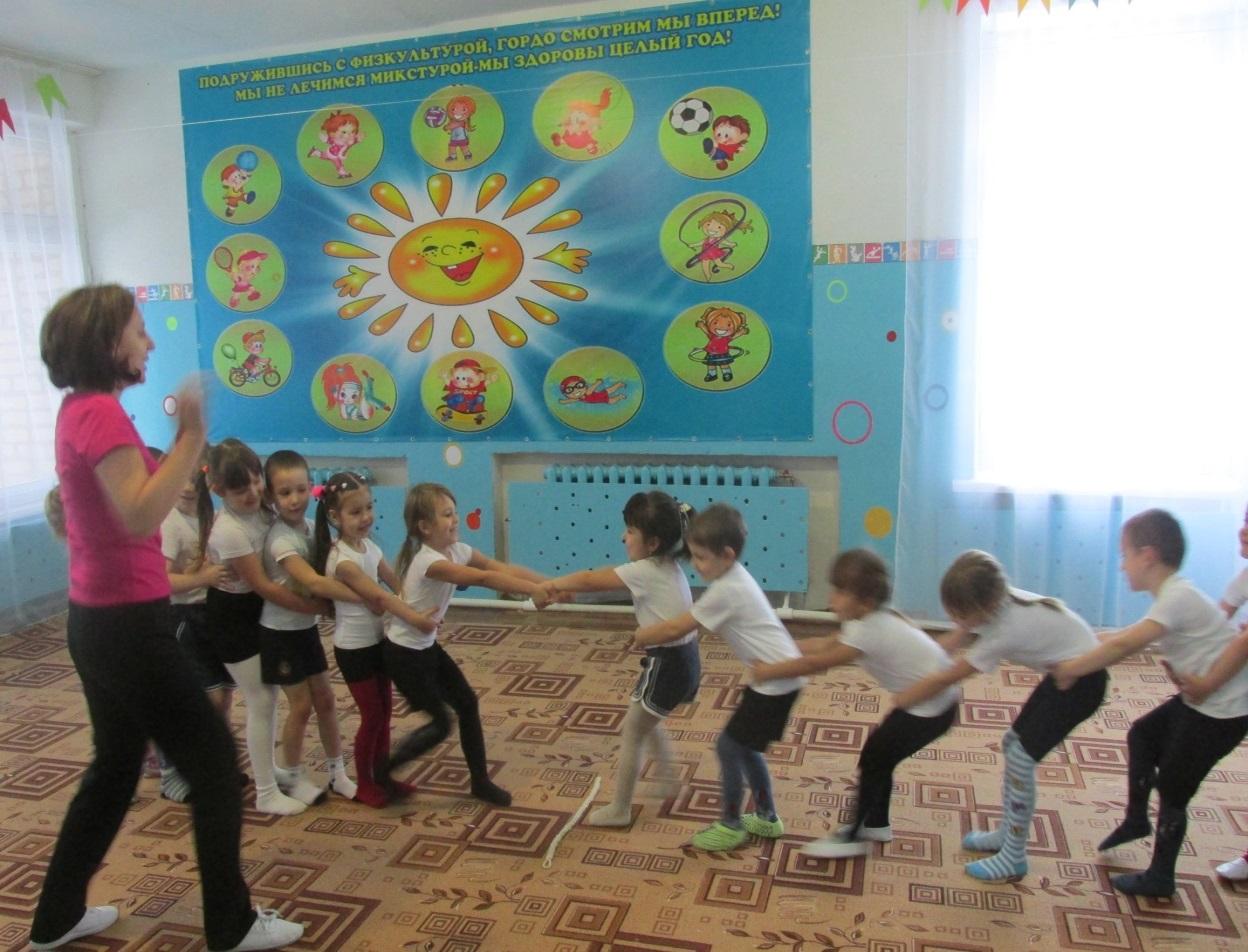 ПОДРУЖИВШИСЬ С ФИЗКУЛЬТУРОЙ, ГОРДО СМОТРИМ МЫ ВПЕРЕД!
МЫ НЕ ЛЕЧИМСЯ МИКСТУРОЙ-МЫ ЗДОРОВЫ ЦЕЛЫЙ ГОД!